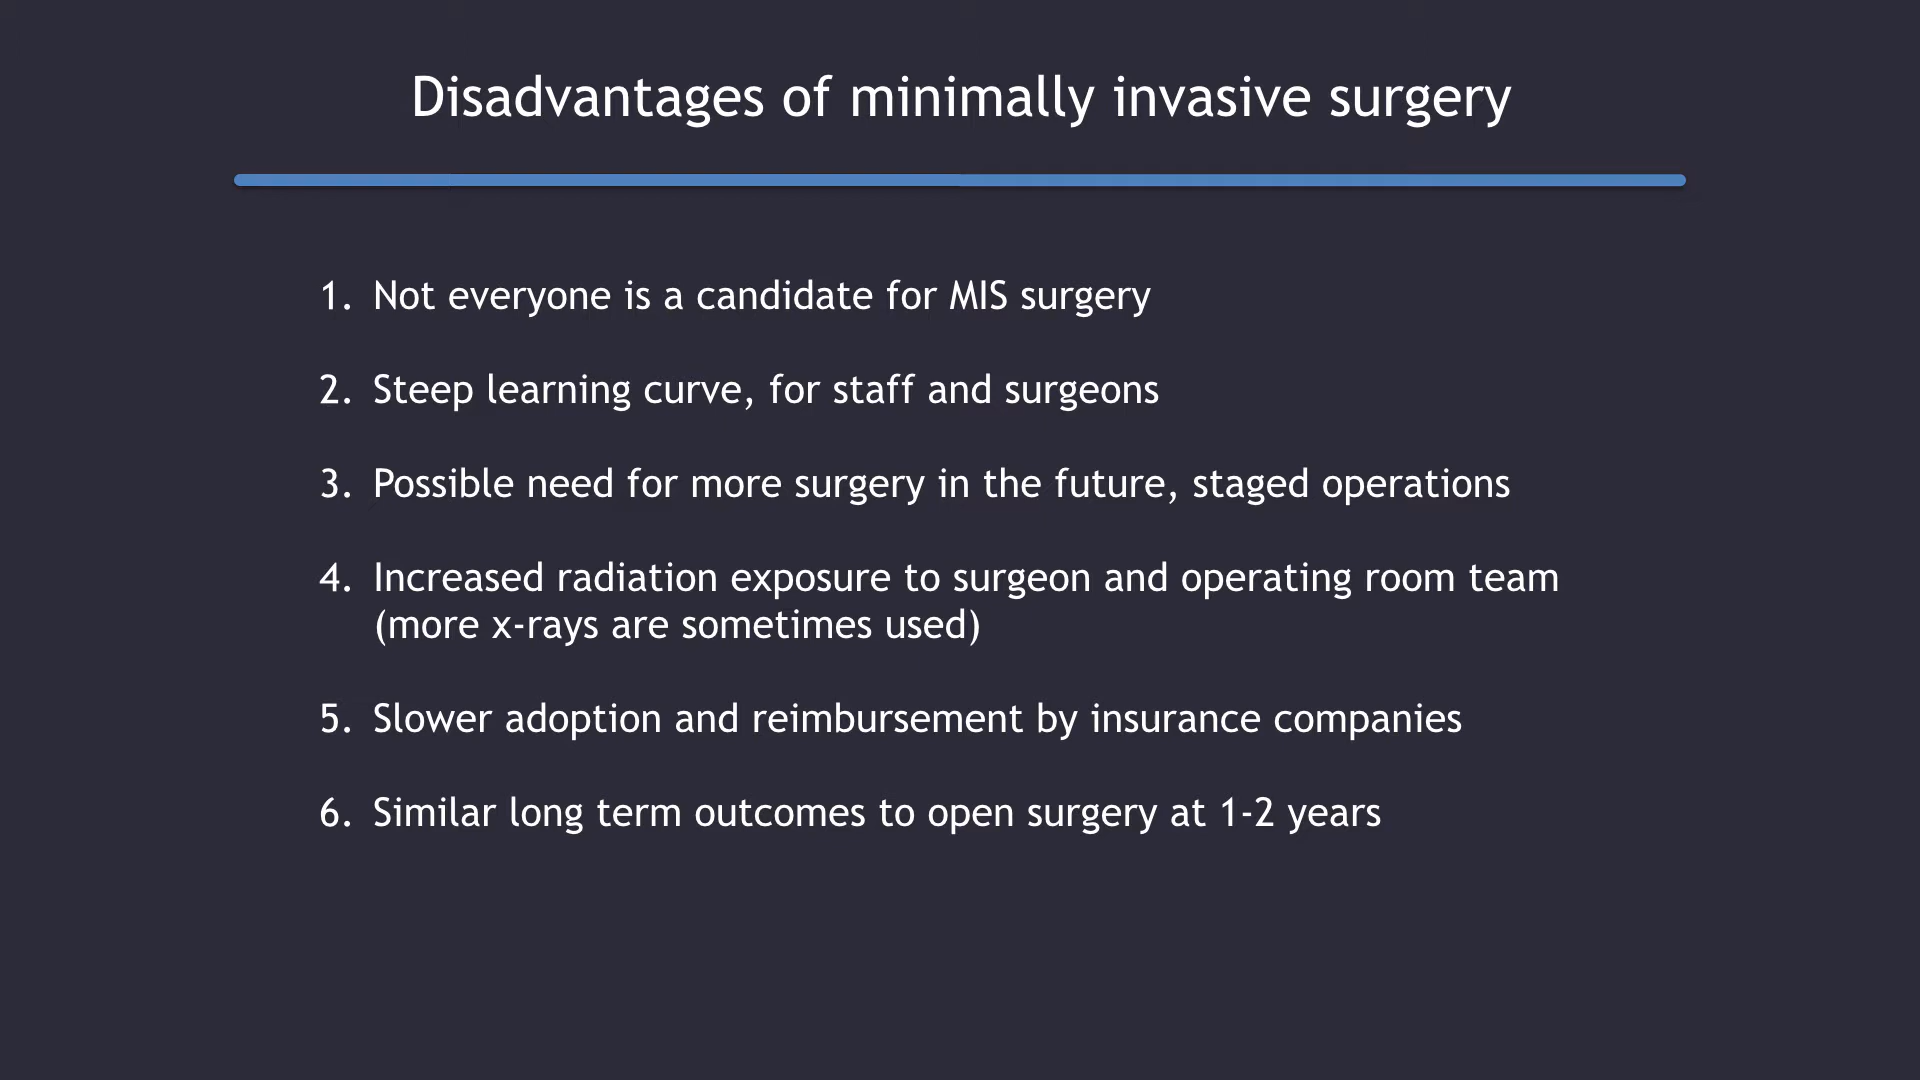 Disadvantages of minimally invasive surgery
1. Not everyone is a candidate for MIS surgery
2. Steep learning curve, for staff and surgeons
3. Possible need for more surgery in the future, staged operations
4. Increased radiation exposure to surgeon and operating room team
(more x-rays are sometimes used)
5. Slower adoption and reimbursement by insurance companies
6. Similar long term outcomes to open surgery at 1-2 years